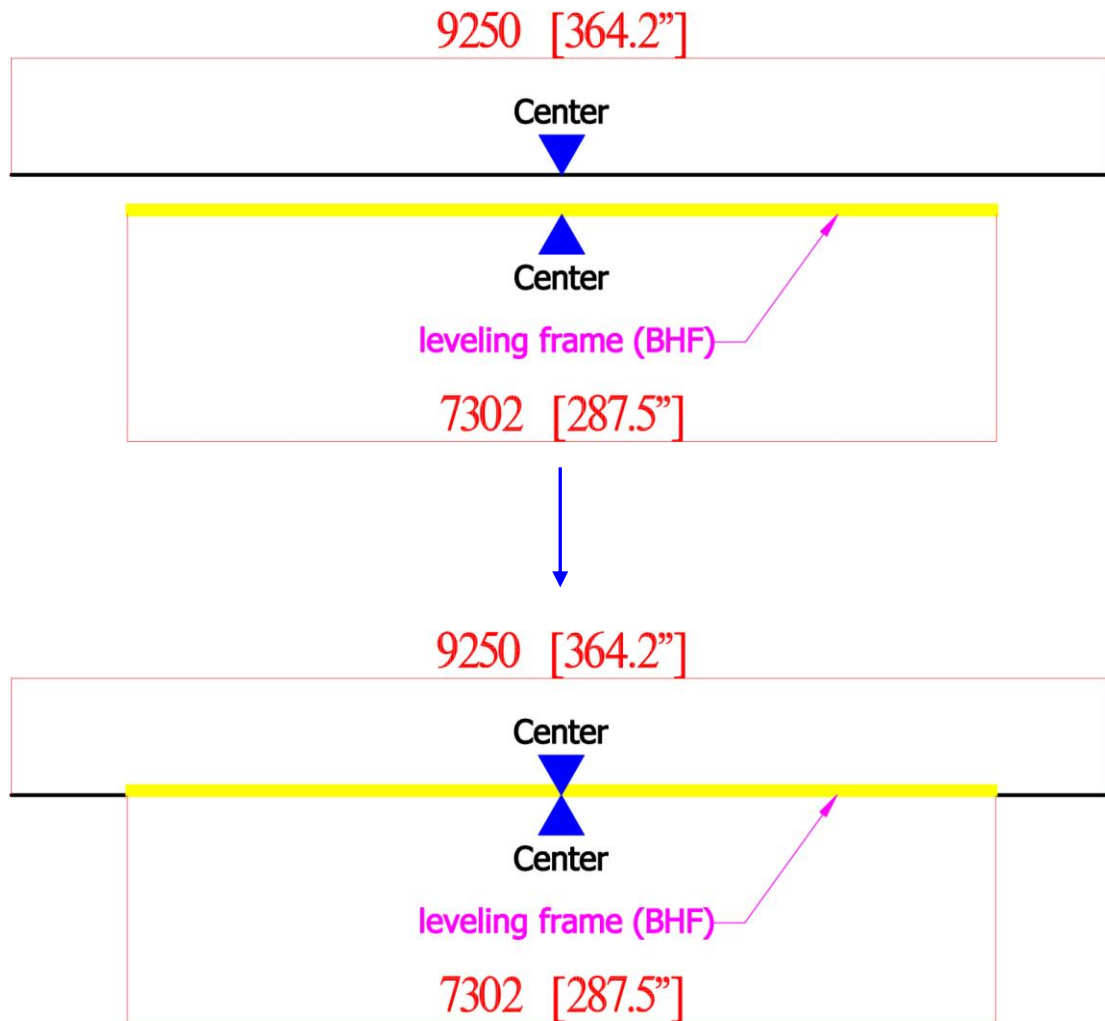 9250 [364.2”]
Center
Center
leveling frame (BHF)
7302 [287.5”]
9250 [364.2”]
Center
Center
leveling frame (BHF)
7302 [287.5”]